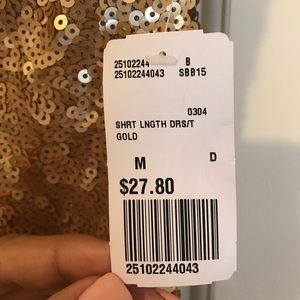 25102244 B
25102244043 SBB15
0304
SHRT LNGTH DRS/T
GOLD
M D
$27.80
25102244043